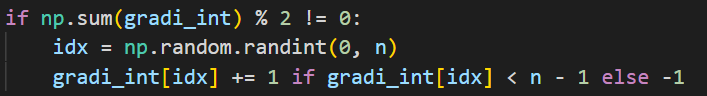 if np.sum(gradi_int) % 2 != 0:
    idx = np.random.randint(0, n)
    gradi_int[idx] += 1 if gradi_int[idx] < n - 1 else -1